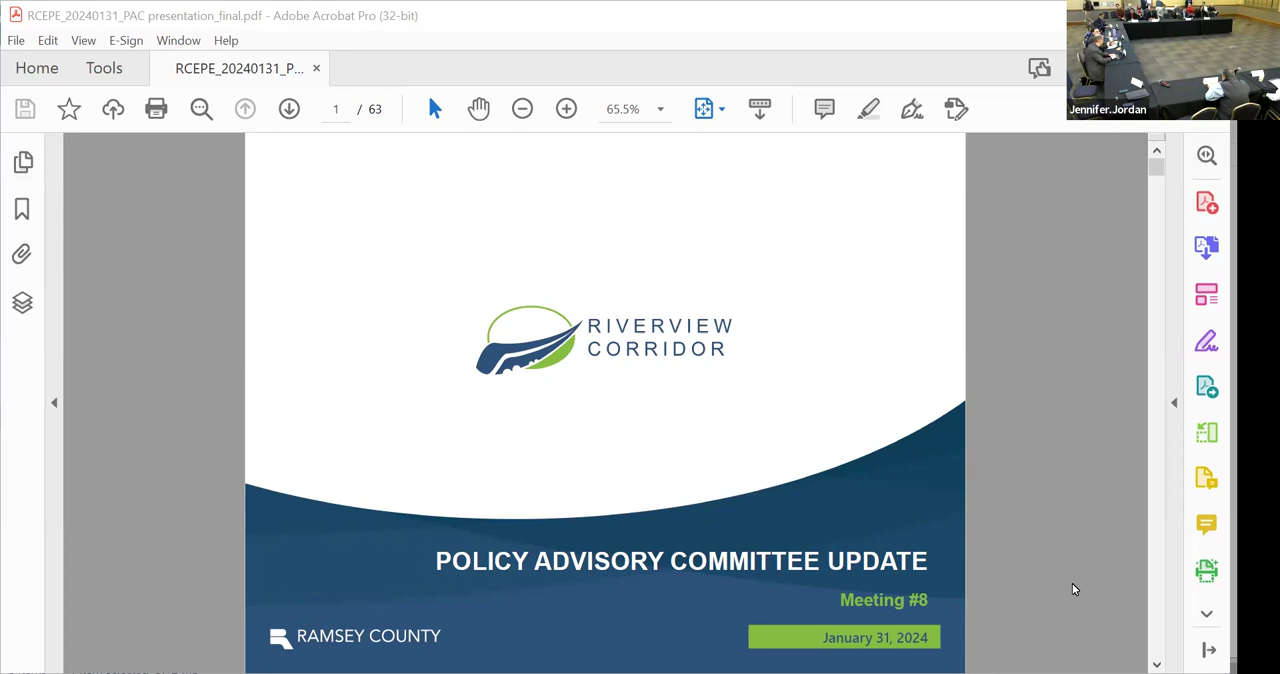 RCEPE_20240131_PAC presentation_final.pdf - Adobe Acrobat Pro (32-bit)
File Edit View E-Sign Window Help
Home Tools RCEPE_20240131_P... ×
1 / 63 65.5%
Jennifer.Jordan
RIVERVIEW
CORRIDOR
POLICY ADVISORY COMMITTEE UPDATE
Meeting #8
RAMSEY COUNTY
January 31, 2024